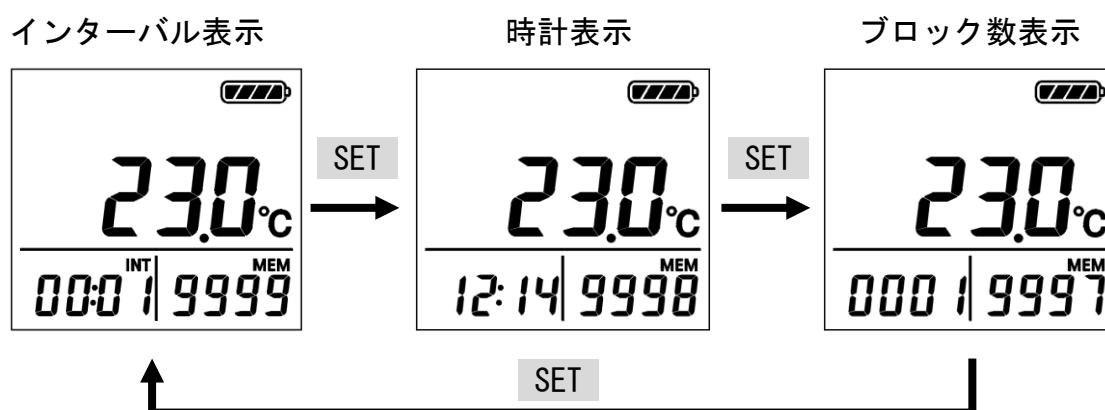 インターバル表示
時計表示
ブロック数表示
23.0℃
INT
00:01
MEM
9999
SET
23.0℃
12:14
MEM
9998
SET
23.0℃
0001
MEM
9997
SET